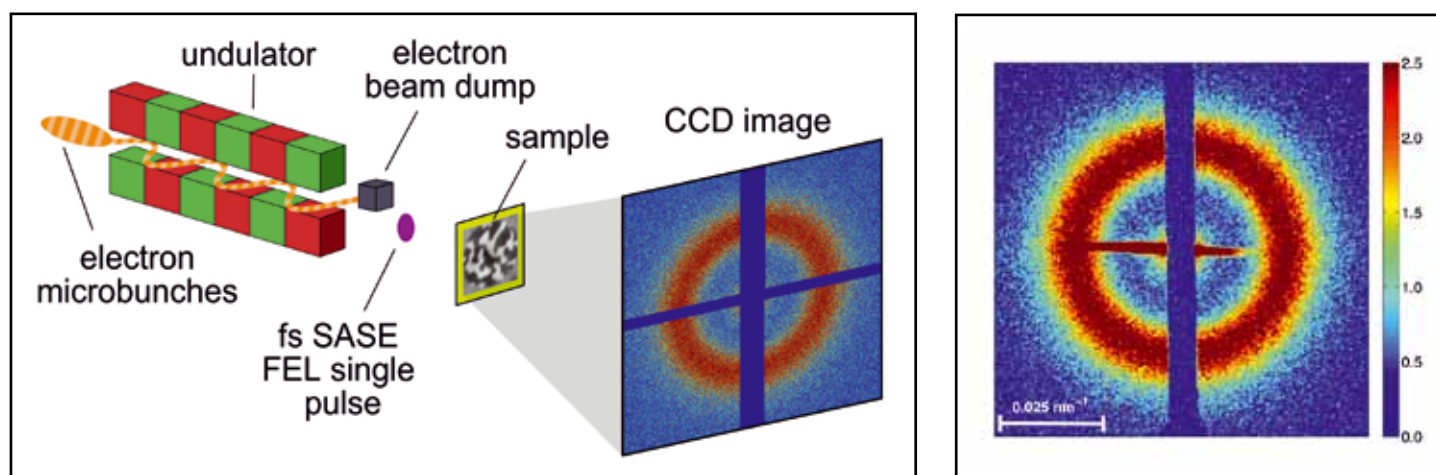 undulator
electron
beam dump
sample
CCD image
electron
microbunches
fs SASE
FEL single
pulse
2.5
2.0
1.5
1.0
0.5
0.0
0.025 nm⁻¹